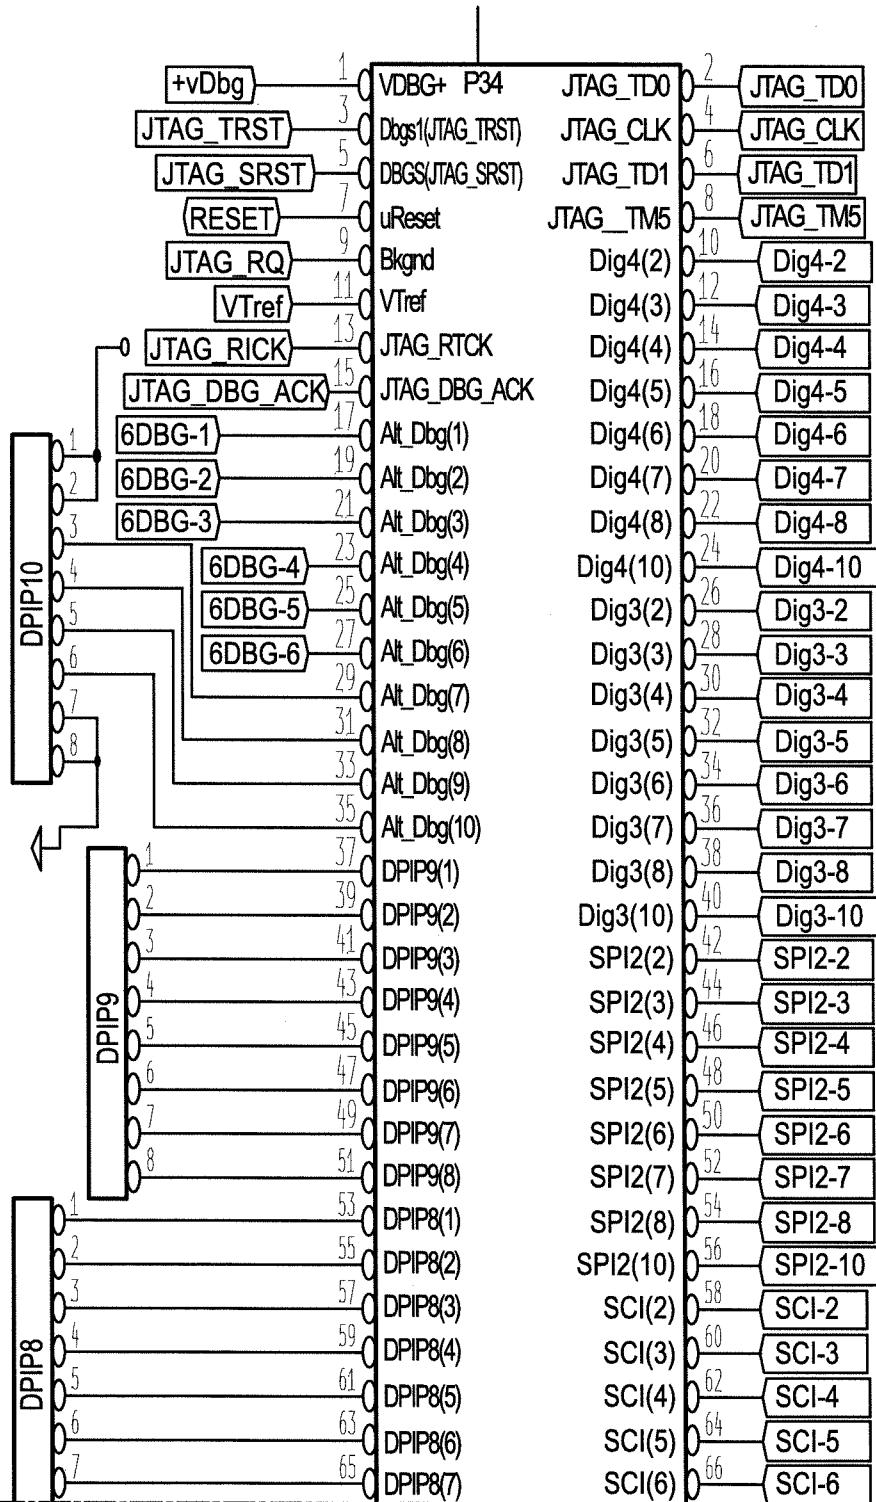 +vDbg 1 VDBG+ P34 JTAG_TD0 2 JTAG_TD0
JTAG_TRST 3 Dbgs1(JTAG_TRST) JTAG_CLK 4 JTAG_CLK
JTAG_SRST 5 DBGS(JTAG_SRST) JTAG_TD1 6 JTAG_TD1
RESET 7 uReset JTAG__TM5 8 JTAG_TM5
JTAG_RQ 9 Bkgnd Dig4(2) 10 Dig4-2
VTref 11 VTref Dig4(3) 12 Dig4-3
JTAG_RICK 13 JTAG_RTCK Dig4(4) 14 Dig4-4
JTAG_DBG_ACK 15 JTAG_DBG_ACK Dig4(5) 16 Dig4-5
6DBG-1 17 Alt_Dbg(1) Dig4(6) 18 Dig4-6
6DBG-2 19 Alt_Dbg(2) Dig4(7) 20 Dig4-7
6DBG-3 21 Alt_Dbg(3) Dig4(8) 22 Dig4-8
6DBG-4 23 Alt_Dbg(4) Dig4(10) 24 Dig4-10
6DBG-5 25 Alt_Dbg(5) Dig3(2) 26 Dig3-2
6DBG-6 27 Alt_Dbg(6) Dig3(3) 28 Dig3-3
29 Alt_Dbg(7) Dig3(4) 30 Dig3-4
31 Alt_Dbg(8) Dig3(5) 32 Dig3-5
33 Alt_Dbg(9) Dig3(6) 34 Dig3-6
35 Alt_Dbg(10) Dig3(7) 36 Dig3-7
DPIP10
1
2
3
4
5
6
7
8
1 37 DPIP9(1) Dig3(8) 38 Dig3-8
2 39 DPIP9(2) Dig3(10) 40 Dig3-10
3 41 DPIP9(3) SPI2(2) 42 SPI2-2
4 43 DPIP9(4) SPI2(3) 44 SPI2-3
DPIP9
5 45 DPIP9(5) SPI2(4) 46 SPI2-4
6 47 DPIP9(6) SPI2(5) 48 SPI2-5
7 49 DPIP9(7) SPI2(6) 50 SPI2-6
8 51 DPIP9(8) SPI2(7) 52 SPI2-7
1 53 DPIP8(1) SPI2(8) 54 SPI2-8
2 55 DPIP8(2) SPI2(10) 56 SPI2-10
3 57 DPIP8(3) SCI(2) 58 SCI-2
4 59 DPIP8(4) SCI(3) 60 SCI-3
DPIP8
5 61 DPIP8(5) SCI(4) 62 SCI-4
6 63 DPIP8(6) SCI(5) 64 SCI-5
7 65 DPIP8(7) SCI(6) 66 SCI-6